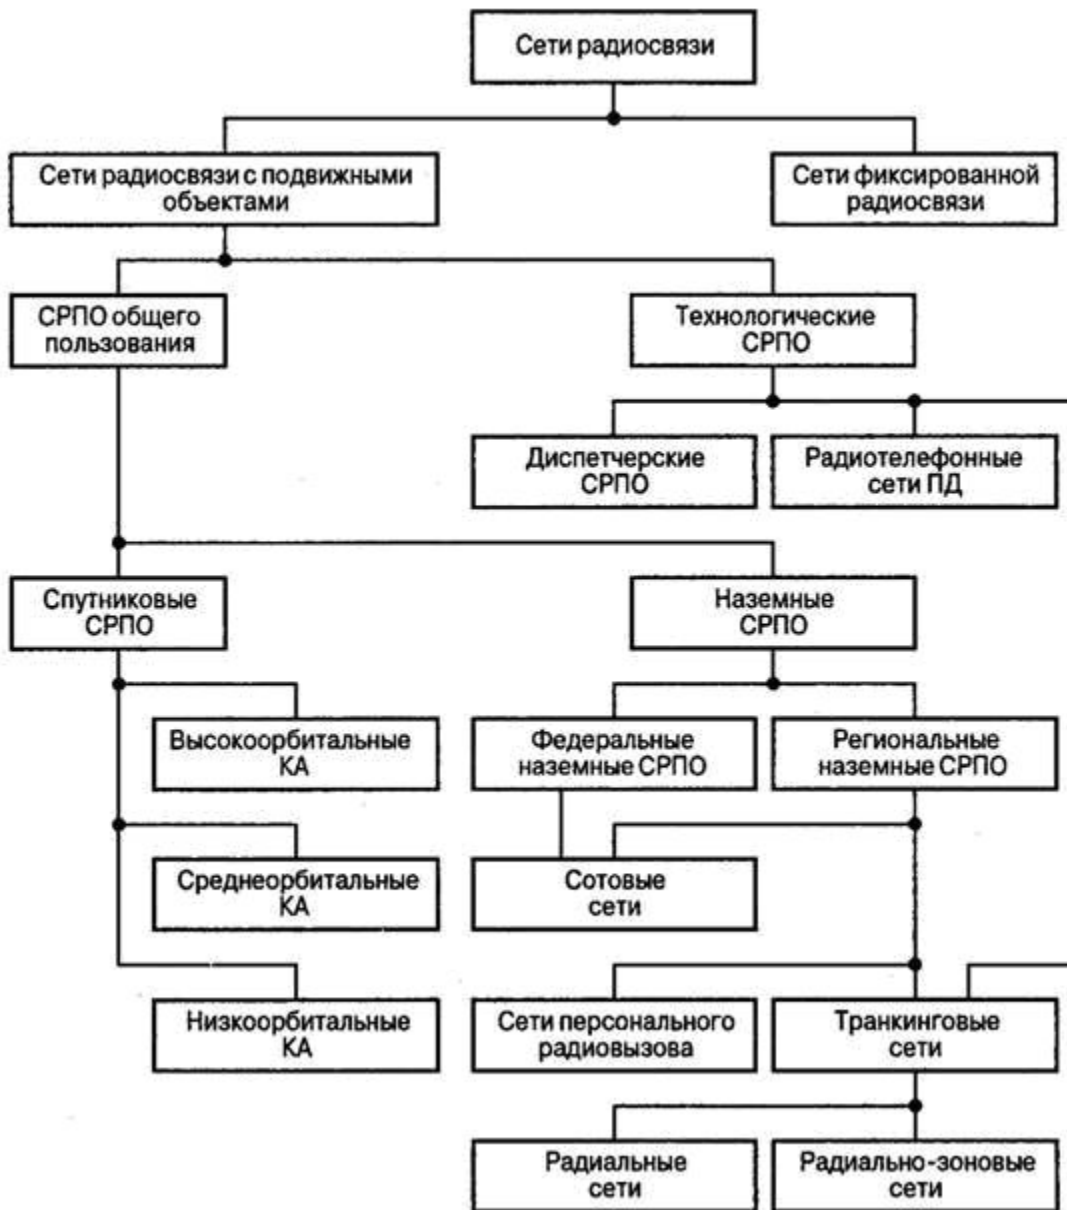 Сети радиосвязи
Сети радиосвязи с подвижными
объектами
Сети фиксированной
радиосвязи
СРПО общего
пользования
Технологические
СРПО
Диспетчерские
СРПО
Радиотелефонные
сети ПД
Спутниковые
СРПО
Наземные
СРПО
Высокоорбитальные
КА
Федеральные
наземные СРПО
Региональные
наземные СРПО
Среднеорбитальные
КА
Сотовые
сети
Низкоорбитальные
КА
Сети персонального
радиовызова
Транкинговые
сети
Радиальные
сети
Радиально-зоновые
сети